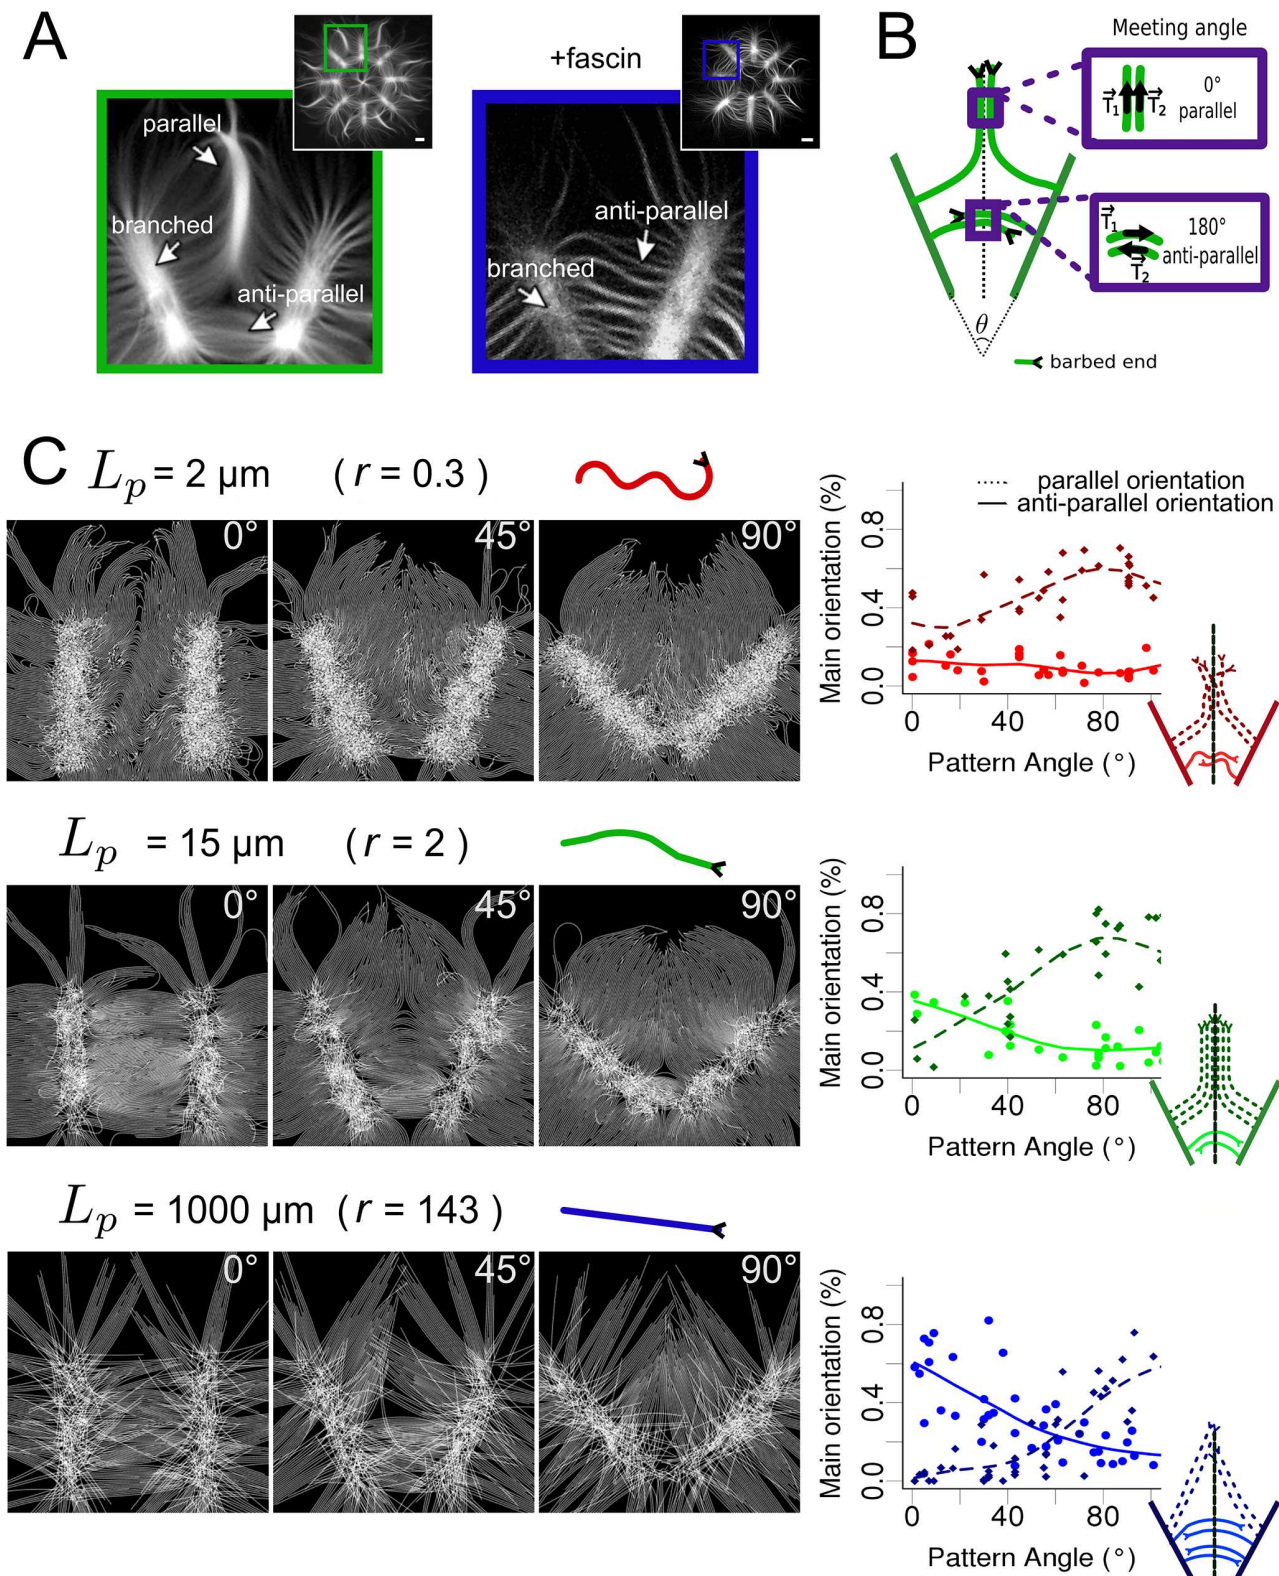 A
+fascin
parallel
branched
anti-parallel
anti-parallel
branched
B
Meeting angle
T₁ T₂
0°
parallel
T₁
T₂
180°
anti-parallel
θ
barbed end
C
Lp = 2 µm (r = 0.3)
0°
45°
90°
parallel orientation
anti-parallel orientation
Main orientation (%)
0.8
0.4
0.0
0 40 80
Pattern Angle (°)
Lp = 15 µm (r = 2)
0°
45°
90°
Main orientation (%)
0.8
0.4
0.0
0 40 80
Pattern Angle (°)
Lp = 1000 µm (r = 143)
0°
45°
90°
Main orientation (%)
0.8
0.4
0.0
0 40 80
Pattern Angle (°)